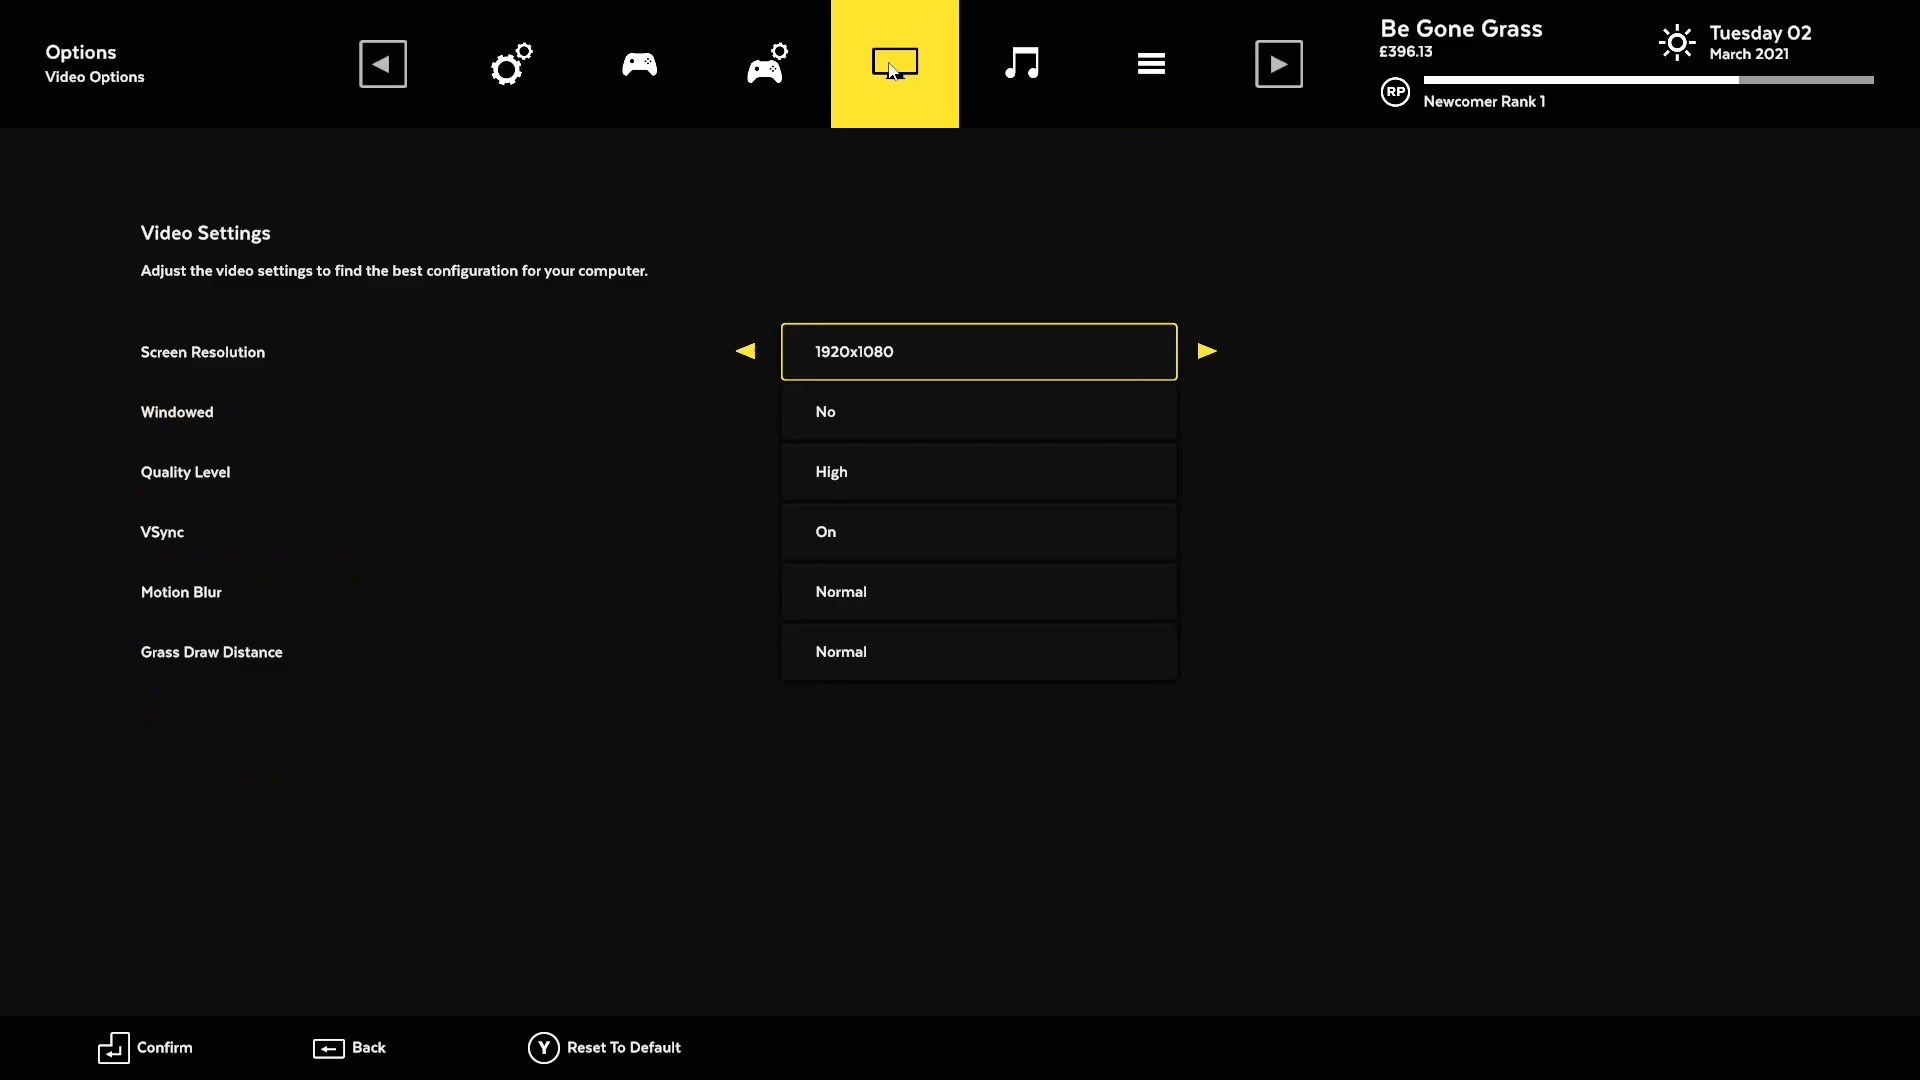 Options
Video Options
Be Gone Grass
£396.13
Tuesday 02
March 2021
RP
Newcomer Rank 1
Video Settings
Adjust the video settings to find the best configuration for your computer.
Screen Resolution
1920x1080
Windowed
No
Quality Level
High
VSync
On
Motion Blur
Normal
Grass Draw Distance
Normal
Confirm
Back
Y
Reset To Default